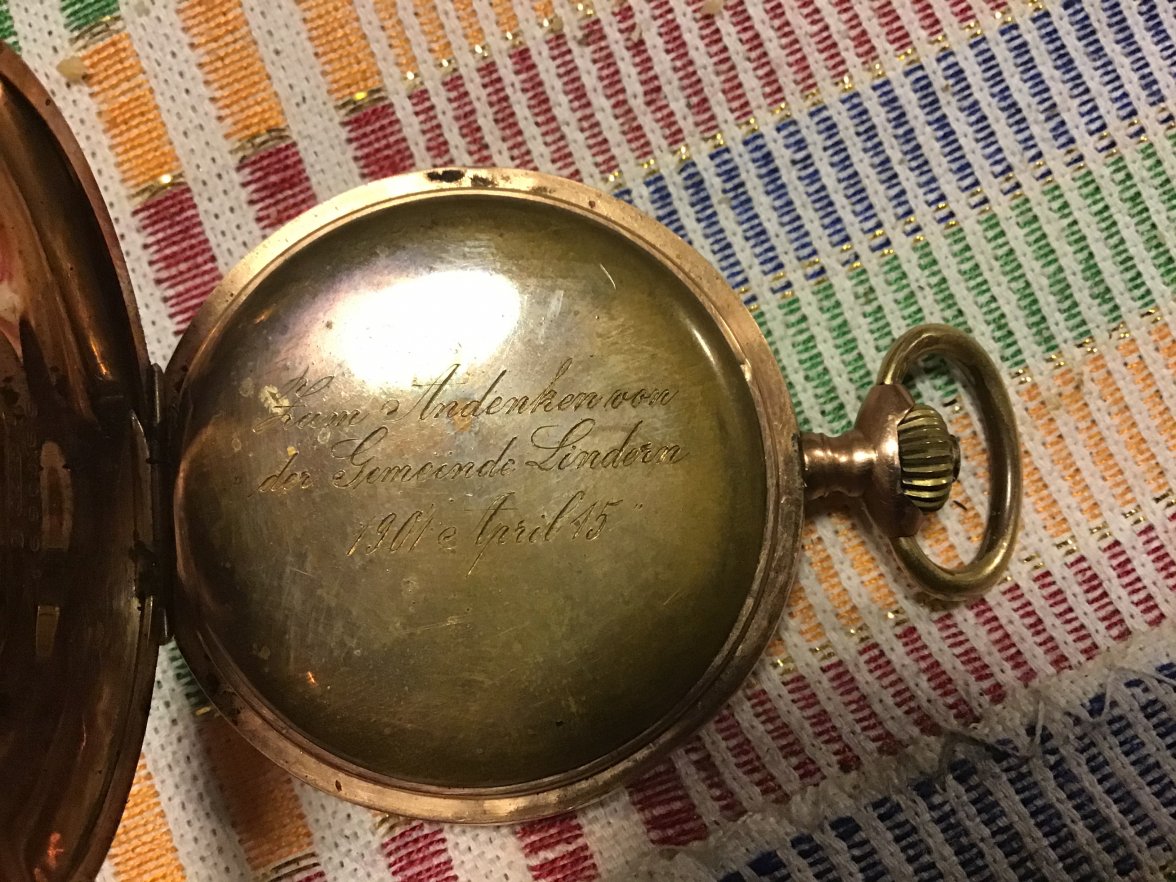 Zum Andenken von
der Gemeinde Lindern
1901 April 15